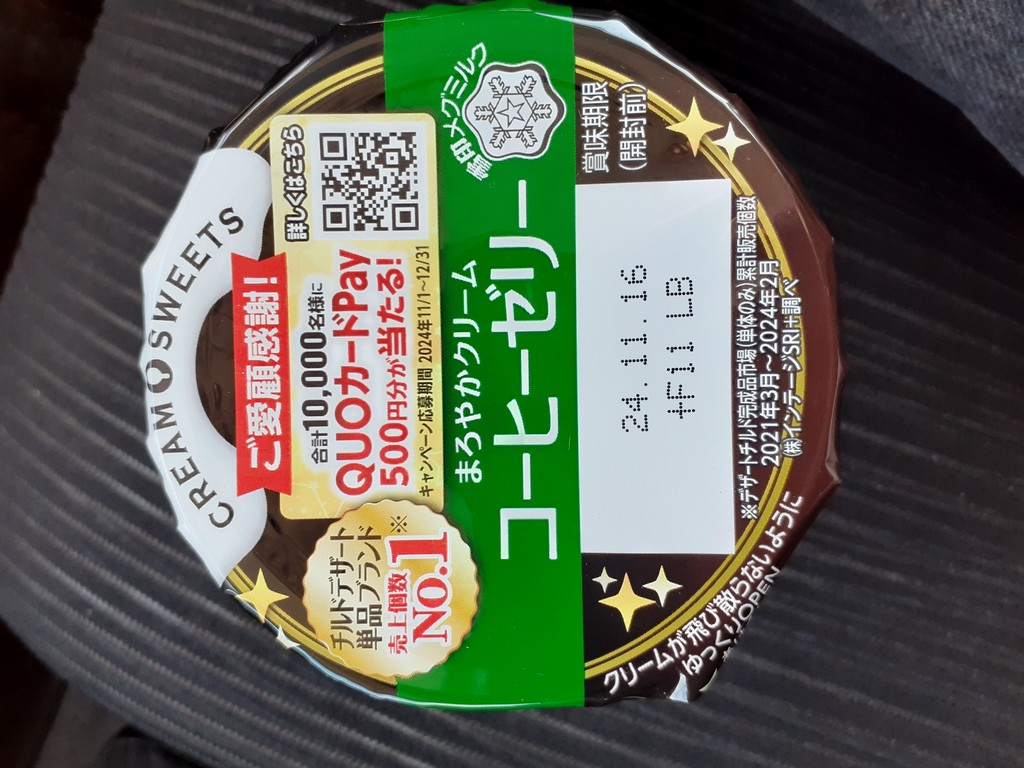 CREAM SWEETS
ご愛顧感謝!
合計10,000名様に
QUOカードPay
500円分が当たる!
キャンペーン応募期間 2024年11/1~12/31
詳しくはこちら
チルドデザート
単品ブランド
売上個数
No.1※
雪印メグミルク
まろやかクリーム
コーヒーゼリー
賞味期限
(開封前)
24.11.16
1F11 LB
※デザートチルド完成品市場(単体のみ)累計販売個数
2021年3月~2024年2月
㈱インテージSRI+調べ
クリームが飛び散らないように
ゆっくりOPEN